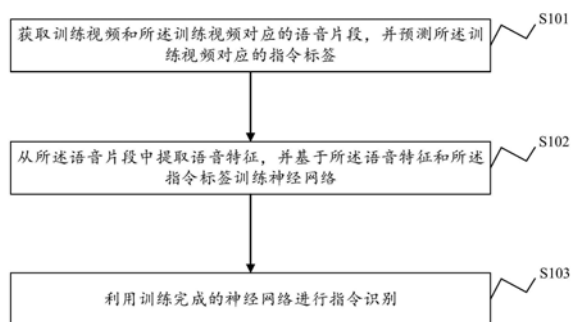 S101
获取训练视频和所述训练视频对应的语音片段，并预测所述训
练视频对应的指令标签
S102
从所述语音片段中提取语音特征，并基于所述语音特征和所述
指令标签训练神经网络
S103
利用训练完成的神经网络进行指令识别